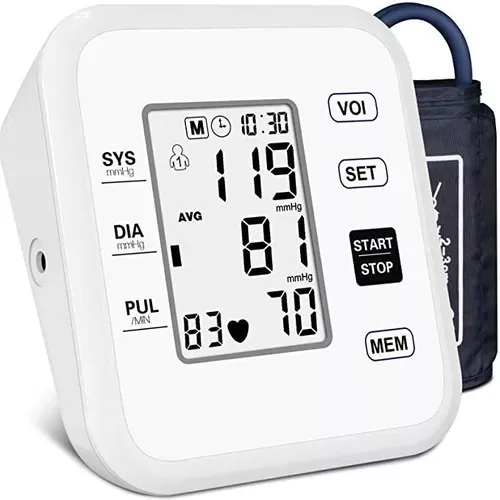 M 10:30
VOI
SYS
mmHg
1
119
mmHg
SET
AVG
DIA
mmHg
81
mmHg
START
STOP
PUL
/MIN
83 70
MEM